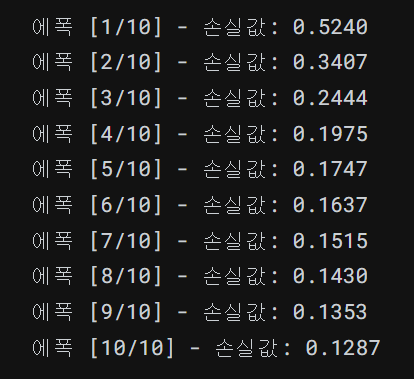 에폭 [1/10] - 손실값: 0.5240
에폭 [2/10] - 손실값: 0.3407
에폭 [3/10] - 손실값: 0.2444
에폭 [4/10] - 손실값: 0.1975
에폭 [5/10] - 손실값: 0.1747
에폭 [6/10] - 손실값: 0.1637
에폭 [7/10] - 손실값: 0.1515
에폭 [8/10] - 손실값: 0.1430
에폭 [9/10] - 손실값: 0.1353
에폭 [10/10] - 손실값: 0.1287